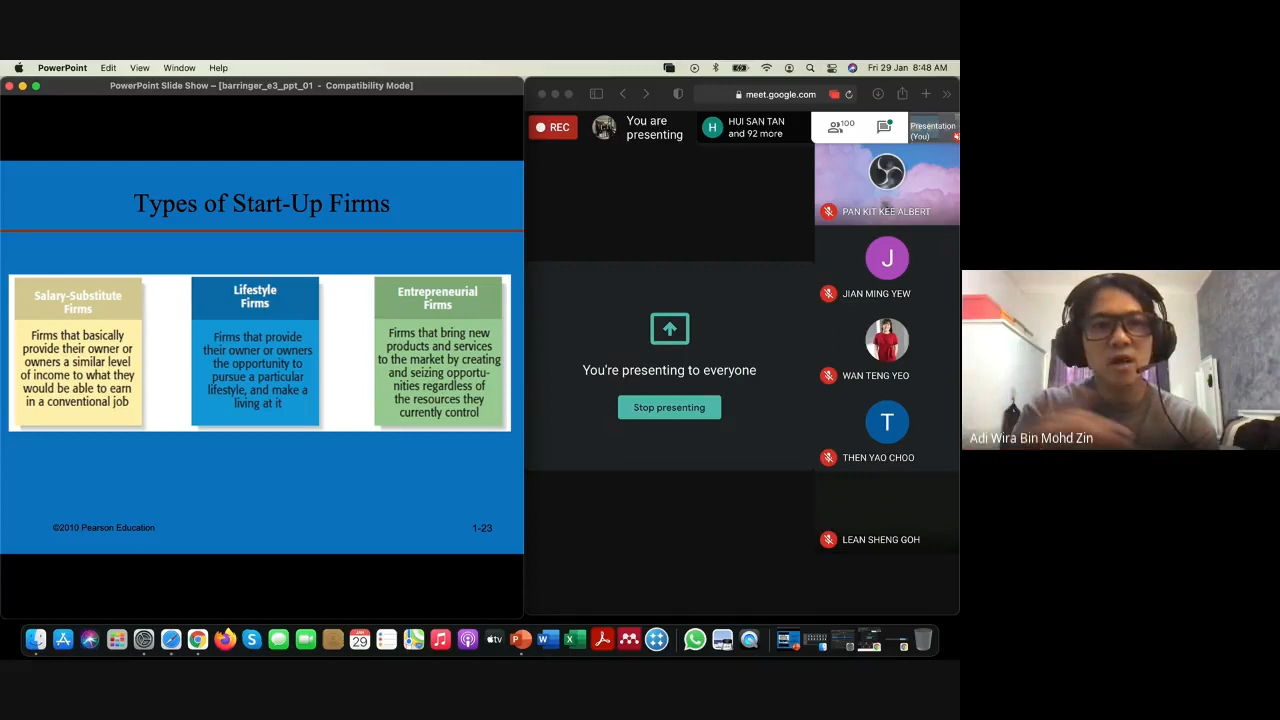 PowerPoint Edit View Window Help
Fri 29 Jan 8:48 AM
PowerPoint Slide Show – [barringer_e3_ppt_01 - Compatibility Mode]
Types of Start-Up Firms
Salary-Substitute
Firms
Firms that basically
provide their owner or
owners a similar level
of income to what they
would be able to earn
in a conventional job
Lifestyle
Firms
Firms that provide
their owner or owners
the opportunity to
pursue a particular
lifestyle, and make a
living at it
Entrepreneurial
Firms
Firms that bring new
products and services
to the market by creating
and seizing opportu-
nities regardless of
the resources they
currently control
©2010 Pearson Education
1-23
meet.google.com
REC
You are
presenting
H
HUI SAN TAN
and 92 more
100
Presentation
(You)
You're presenting to everyone
Stop presenting
PAN KIT KEE ALBERT
J
JIAN MING YEW
WAN TENG YEO
T
THEN YAO CHOO
LEAN SHENG GOH
Adi Wira Bin Mohd Zin
29
tv